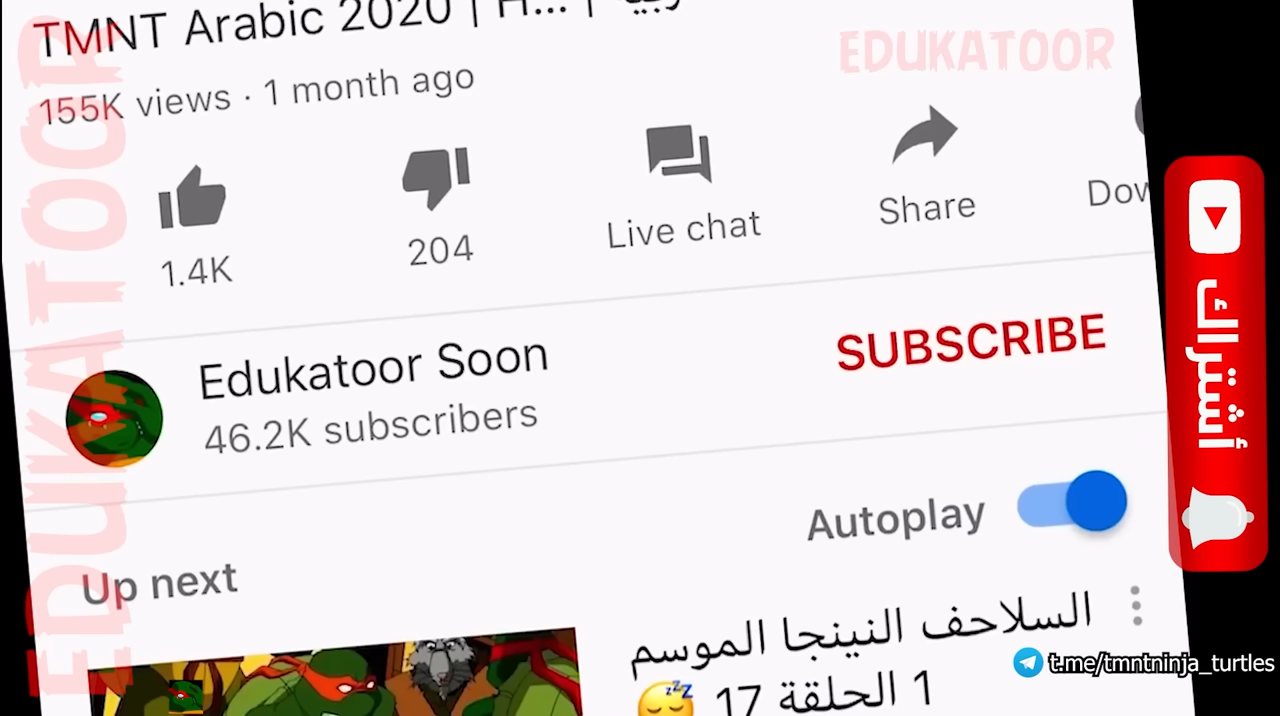 TMNT Arabic 2020 | H... |
155K views · 1 month ago
EDUKATOOR
EDUKATOOR
1.4K
204
Live chat
Share
Dow
Edukatoor Soon
46.2K subscribers
SUBSCRIBE
أشتراك
Autoplay
Up next
السلاحف النينجا الموسم
1 الحلقة 17 😴
t.me/tmntninja_turtles